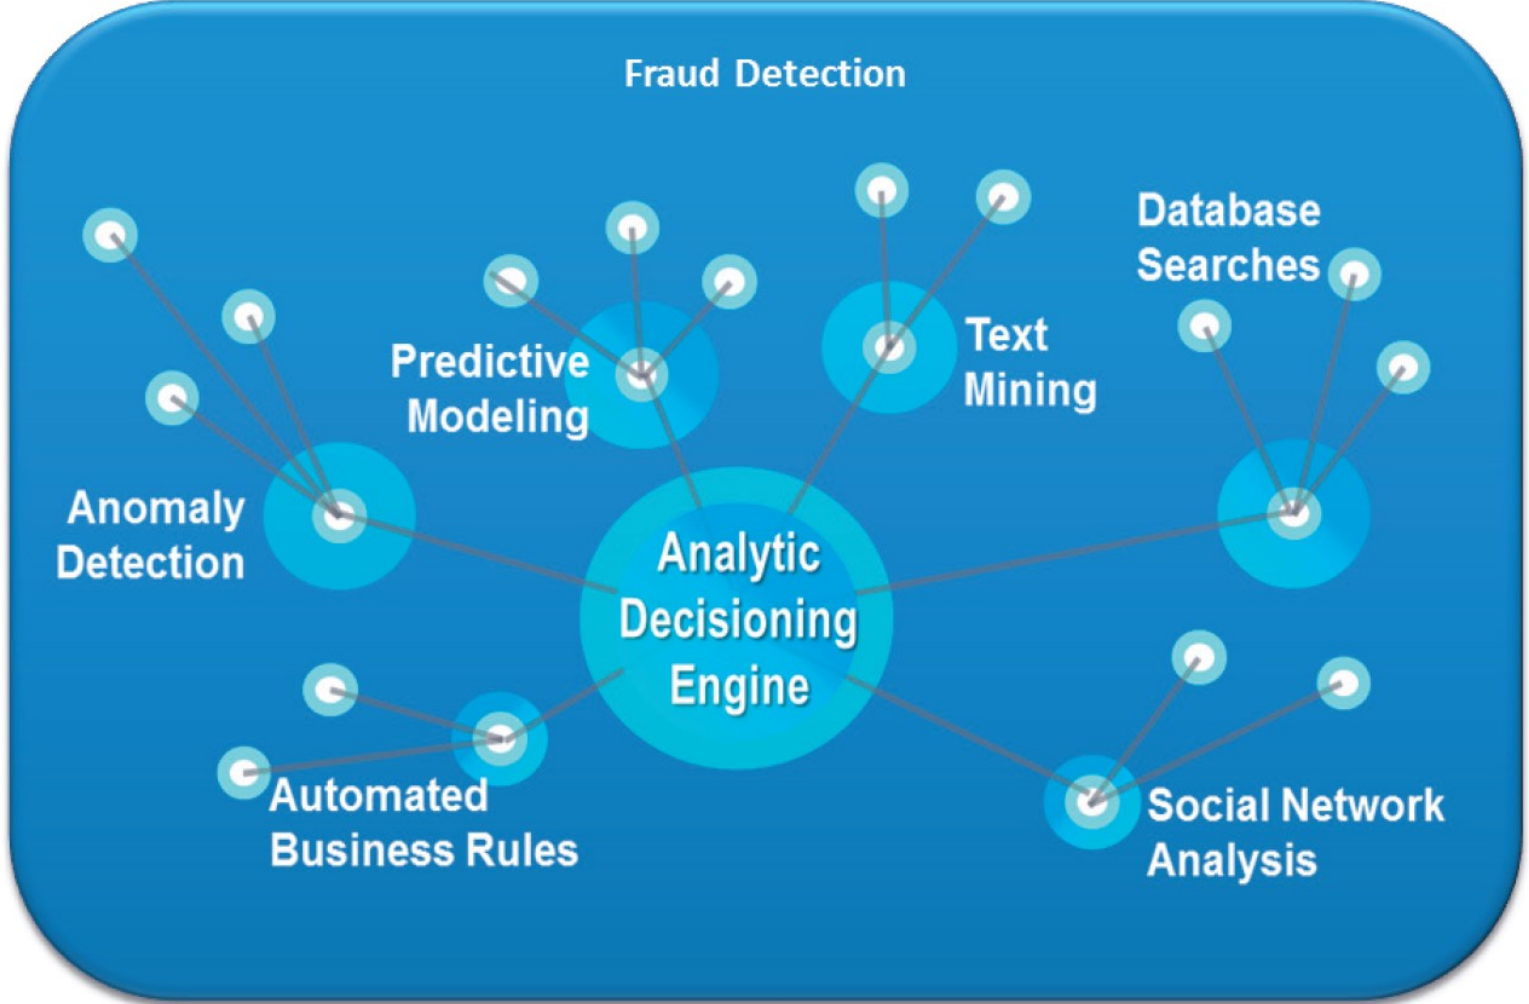 Fraud Detection
Database
Searches
Text
Mining
Predictive
Modeling
Anomaly
Detection
Analytic
Decisioning
Engine
Automated
Business Rules
Social Network
Analysis